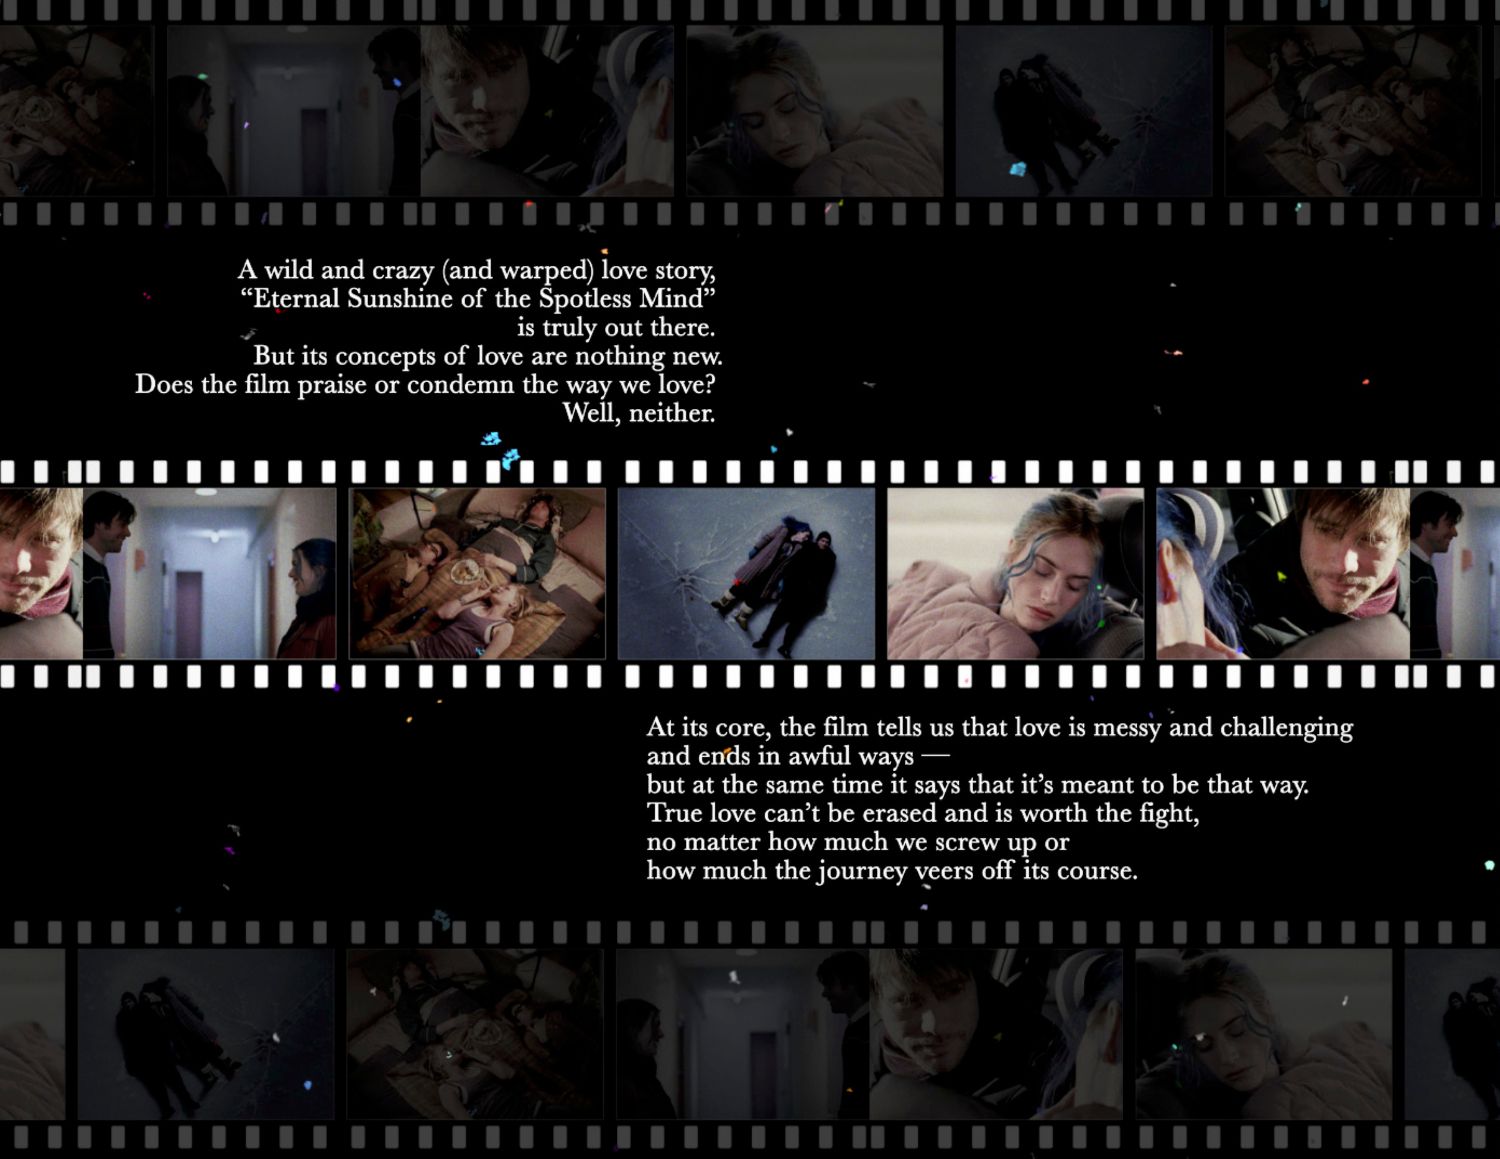 A wild and crazy (and warped) love story,
“Eternal Sunshine of the Spotless Mind”
is truly out there.
But its concepts of love are nothing new.
Does the film praise or condemn the way we love?
Well, neither.
At its core, the film tells us that love is messy and challenging
and ends in awful ways —
but at the same time it says that it’s meant to be that way.
True love can’t be erased and is worth the fight,
no matter how much we screw up or
how much the journey veers off its course.